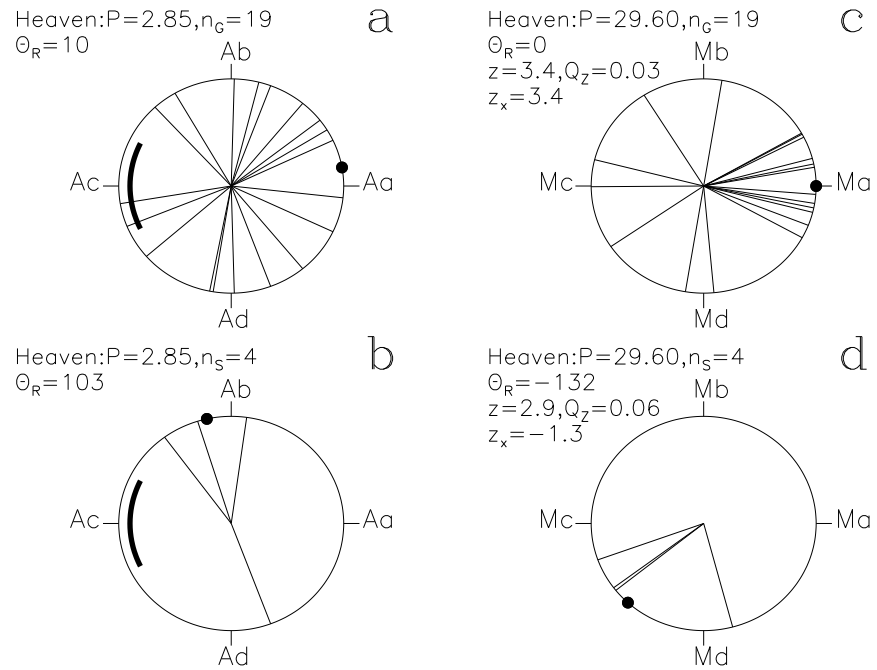 Heaven:P=2.85,n_G=19
a
Θ_R=10
Ab
Ac
Aa
Ad
Heaven:P=29.60,n_G=19
c
Θ_R=0
Mb
z=3.4,Q_z=0.03
z_x=3.4
Mc
Ma
Md
Heaven:P=2.85,n_S=4
b
Θ_R=103
Ab
Ac
Aa
Ad
Heaven:P=29.60,n_S=4
d
Θ_R=−132
Mb
z=2.9,Q_z=0.06
z_x=−1.3
Mc
Ma
Md